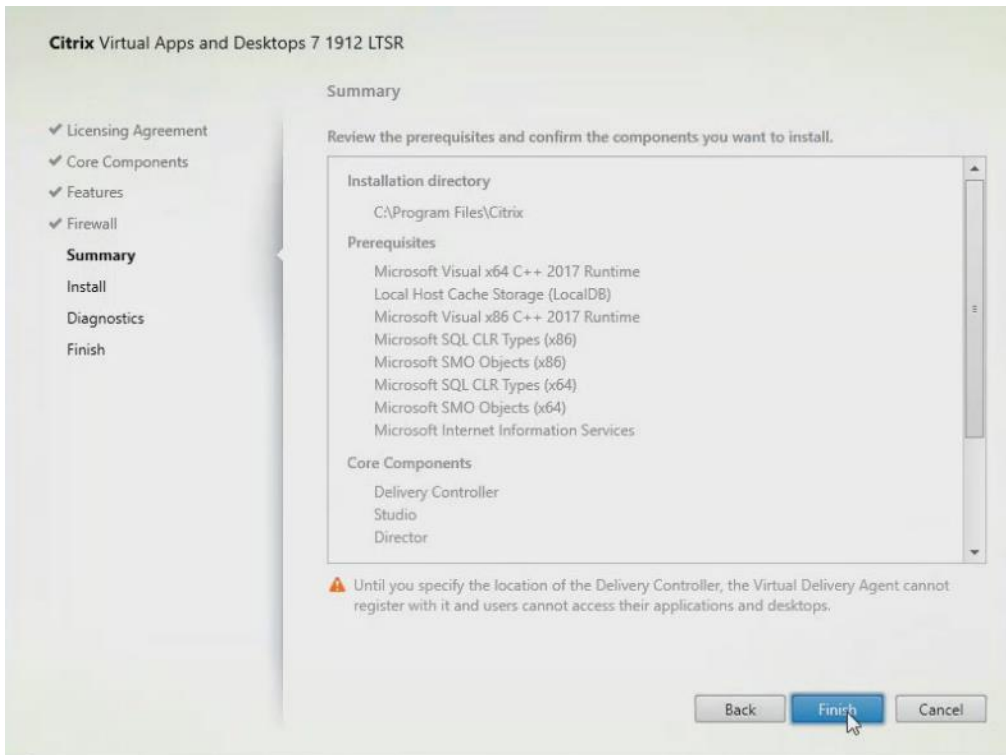 Citrix Virtual Apps and Desktops 7 1912 LTSR
Summary
Licensing Agreement
Core Components
Features
Firewall
Summary
Install
Diagnostics
Finish
Review the prerequisites and confirm the components you want to install.
Installation directory
C:\Program Files\Citrix
Prerequisites
Microsoft Visual x64 C++ 2017 Runtime
Local Host Cache Storage (LocalDB)
Microsoft Visual x86 C++ 2017 Runtime
Microsoft SQL CLR Types (x86)
Microsoft SMO Objects (x86)
Microsoft SQL CLR Types (x64)
Microsoft SMO Objects (x64)
Microsoft Internet Information Services
Core Components
Delivery Controller
Studio
Director
Until you specify the location of the Delivery Controller, the Virtual Delivery Agent cannot
register with it and users cannot access their applications and desktops.
Back
Finish
Cancel